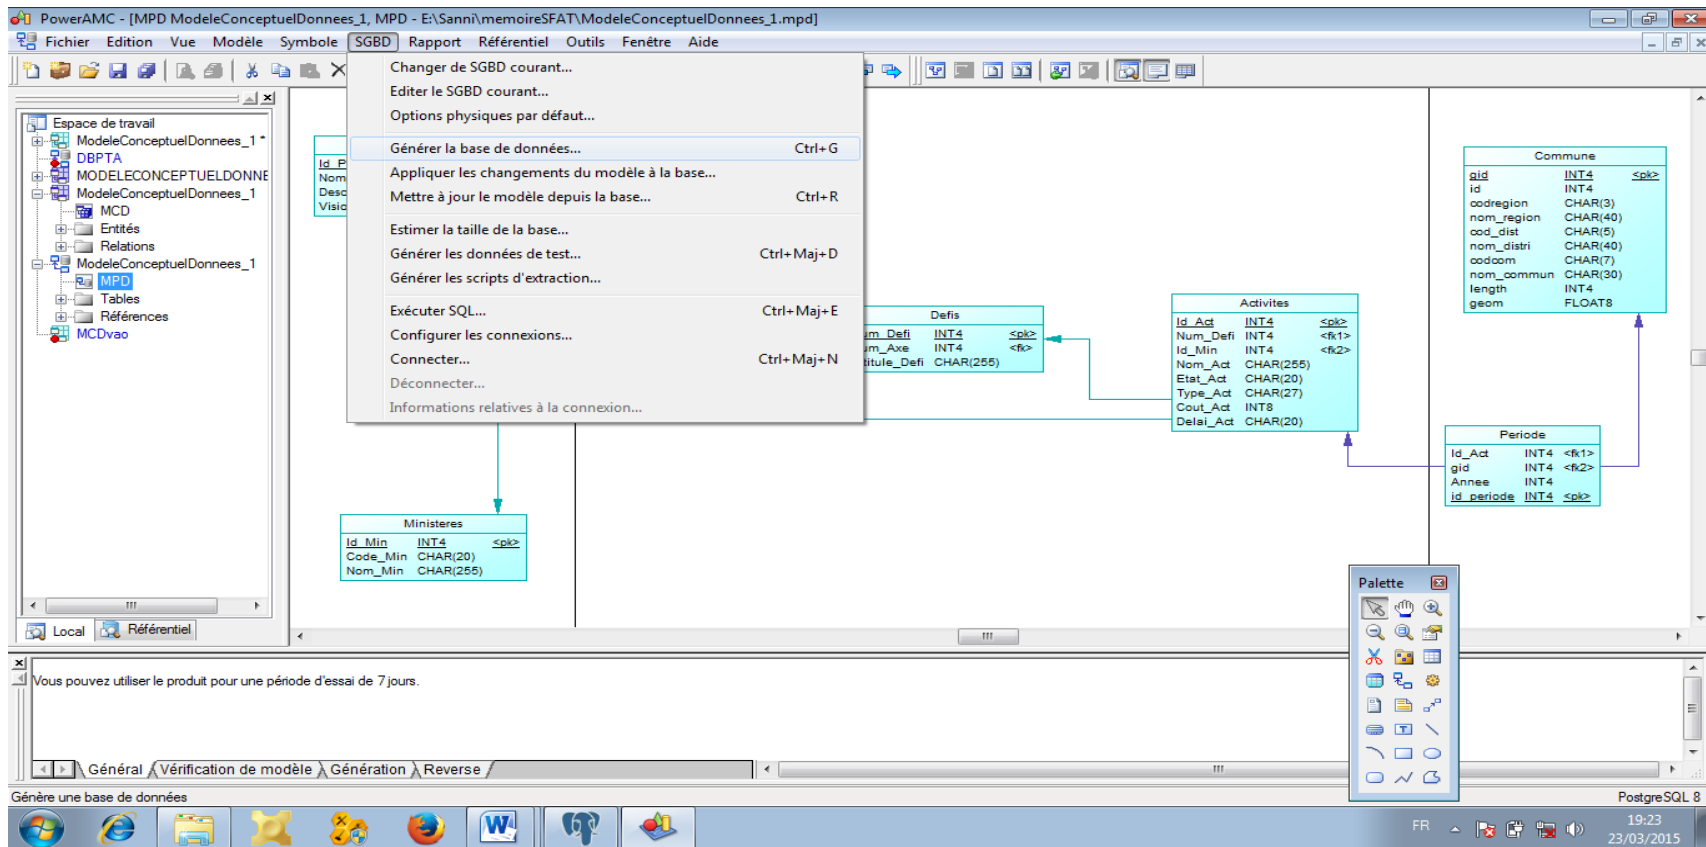 PowerAMC - [MPD ModeleConceptuelDonnees_1, MPD - E:\Sanni\memoireSFAT\ModeleConceptuelDonnees_1.mpd]
Fichier Edition Vue Modèle Symbole SGBD Rapport Référentiel Outils Fenêtre Aide
Changer de SGBD courant...
Editer le SGBD courant...
Options physiques par défaut...
Générer la base de données... Ctrl+G
Appliquer les changements du modèle à la base...
Mettre à jour le modèle depuis la base... Ctrl+R
Estimer la taille de la base...
Générer les données de test... Ctrl+Maj+D
Générer les scripts d'extraction...
Exécuter SQL... Ctrl+Maj+E
Configurer les connexions...
Connecter... Ctrl+Maj+N
Déconnecter...
Informations relatives à la connexion...
Espace de travail
ModeleConceptuelDonnees_1 *
DBPTA
MODELECONCEPTUELDONNE
ModeleConceptuelDonnees_1
MCD
Entités
Relations
ModeleConceptuelDonnees_1
MPD
Tables
Références
MCDvao
Local Référentiel
Id_P
Nom
Desc
Visio
Defis
um_Defi INT4 <pk>
um_Axe INT4 <fk>
titule_Defi CHAR(255)
Activites
Id_Act INT4 <pk>
Num_Defi INT4 <fk1>
Id_Min INT4 <fk2>
Nom_Act CHAR(255)
Etat_Act CHAR(20)
Type_Act CHAR(27)
Cout_Act INT8
Delai_Act CHAR(20)
Commune
gid INT4 <pk>
id INT4
codregion CHAR(3)
nom_region CHAR(40)
cod_dist CHAR(5)
nom_distri CHAR(40)
codcom CHAR(7)
nom_commun CHAR(30)
length INT4
geom FLOAT8
Periode
Id_Act INT4 <fk1>
gid INT4 <fk2>
Annee INT4
id_periode INT4 <pk>
Ministeres
Id_Min INT4 <pk>
Code_Min CHAR(20)
Nom_Min CHAR(255)
Palette
Vous pouvez utiliser le produit pour une période d'essai de 7 jours.
Général Vérification de modèle Génération Reverse
Génère une base de données
PostgreSQL 8
FR
19:23
23/03/2015